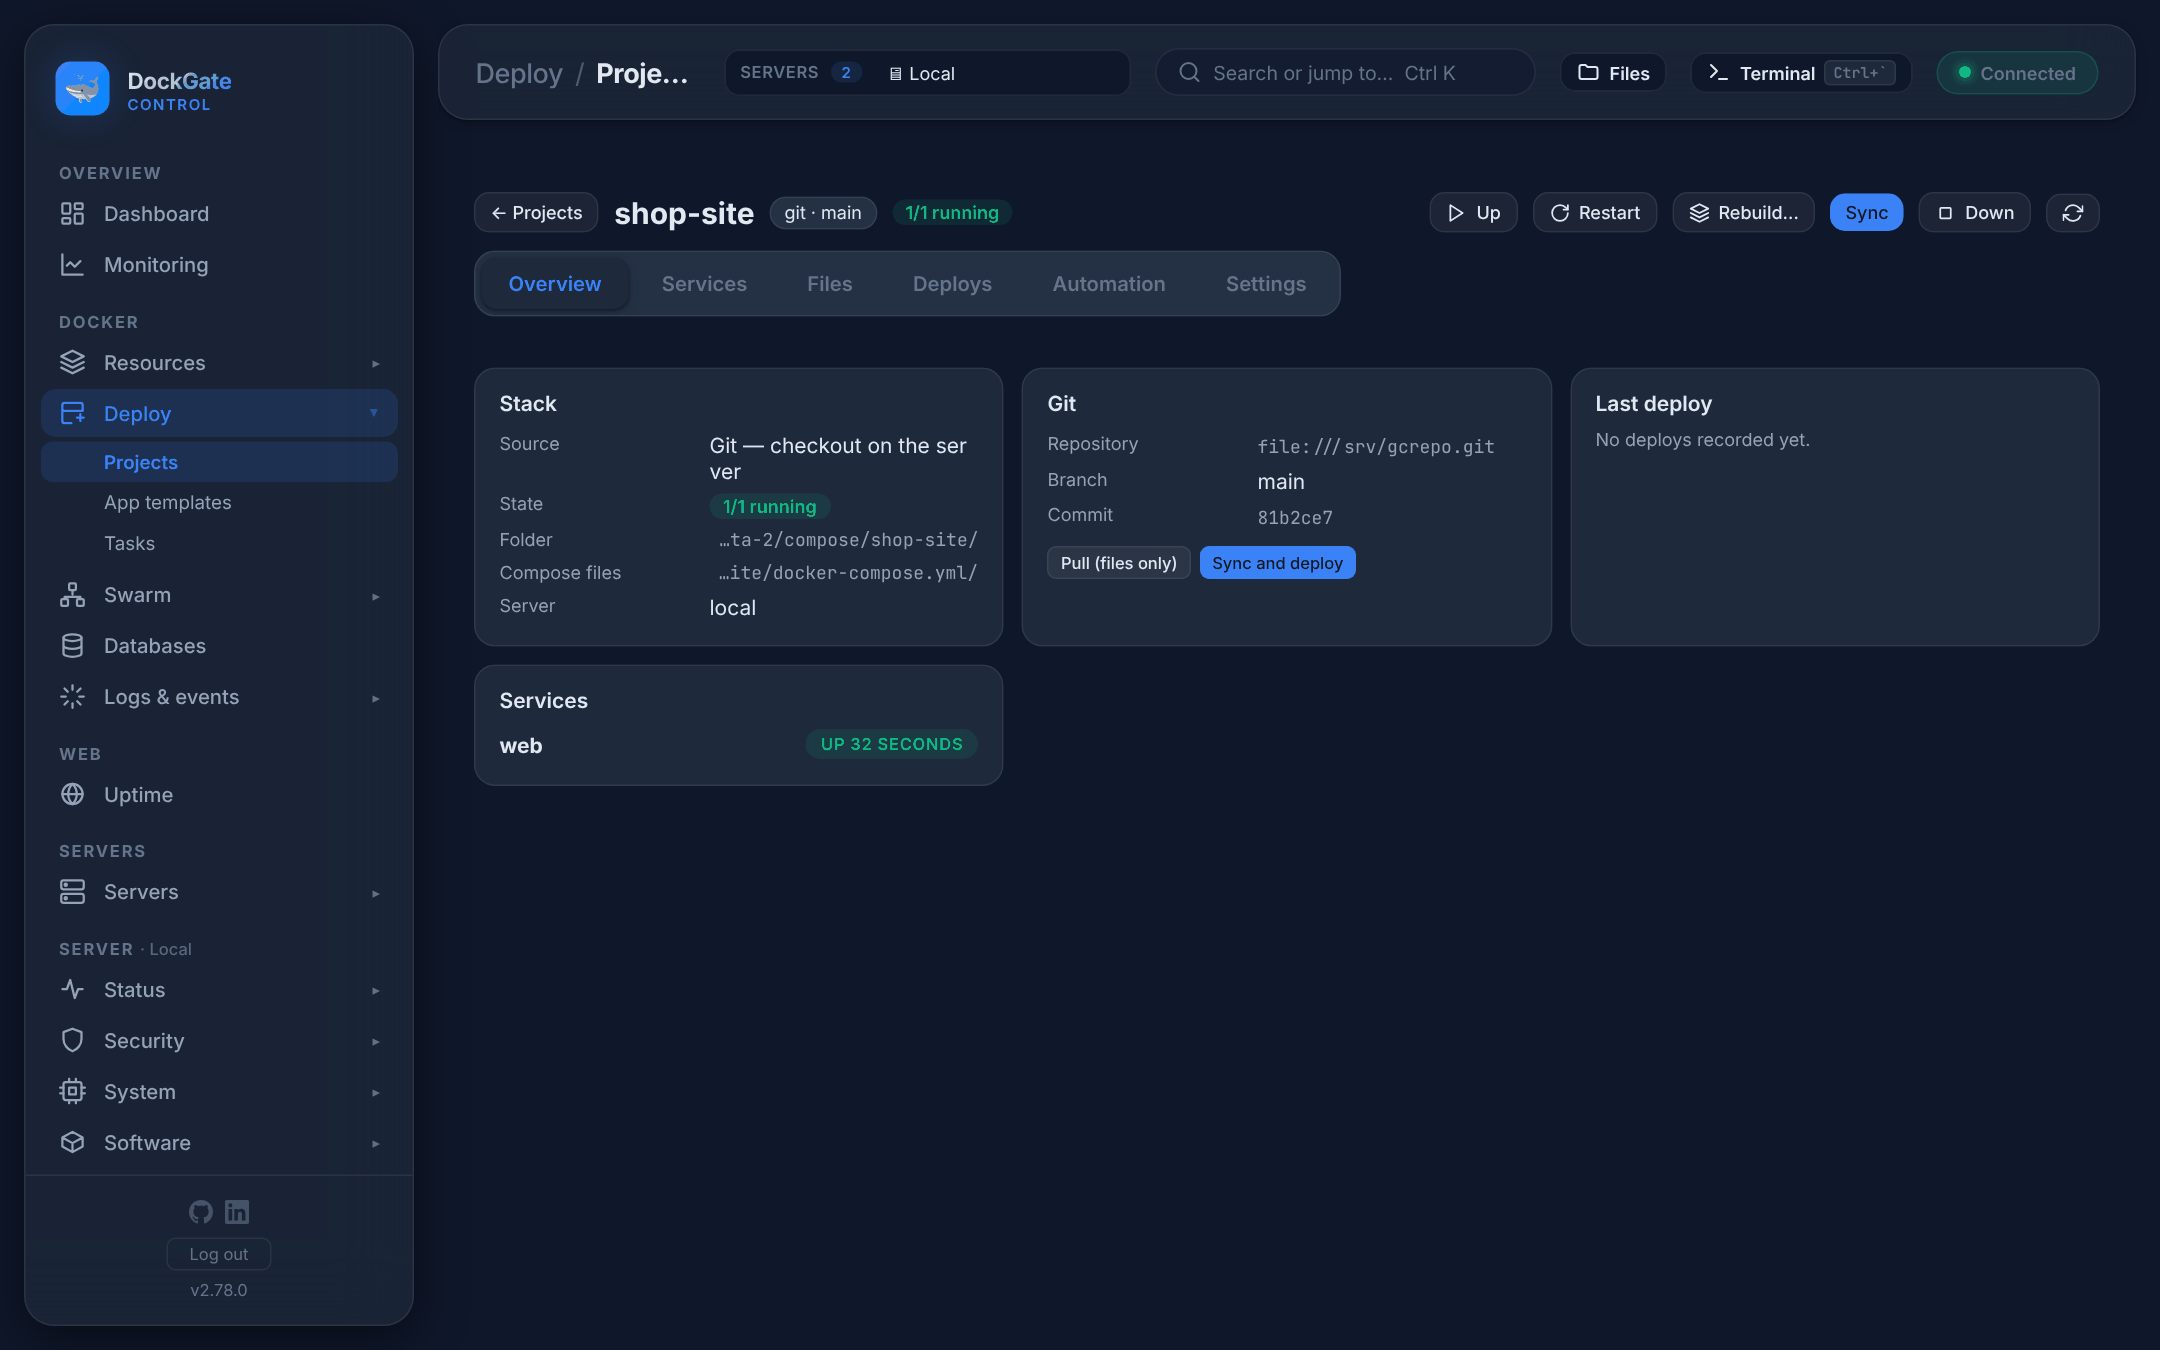 DockGate
CONTROL
OVERVIEW
Dashboard
Monitoring
DOCKER
Resources
Deploy
Projects
App templates
Tasks
Swarm
Databases
Logs & events
WEB
Uptime
SERVERS
Servers
SERVER · Local
Status
Security
System
Software
Log out
v2.78.0
Deploy / Proje...
SERVERS 2 Local
Search or jump to... Ctrl K
Files
Terminal Ctrl+`
Connected
← Projects
shop-site
git · main
1/1 running
Up
Restart
Rebuild...
Sync
Down
Overview
Services
Files
Deploys
Automation
Settings
Stack
Source
Git — checkout on the ser
ver
State
1/1 running
Folder
…ta-2/compose/shop-site/
Compose files
…ite/docker-compose.yml/
Server
local
Git
Repository
file:///srv/gcrepo.git
Branch
main
Commit
81b2ce7
Pull (files only)
Sync and deploy
Last deploy
No deploys recorded yet.
Services
web
UP 32 SECONDS